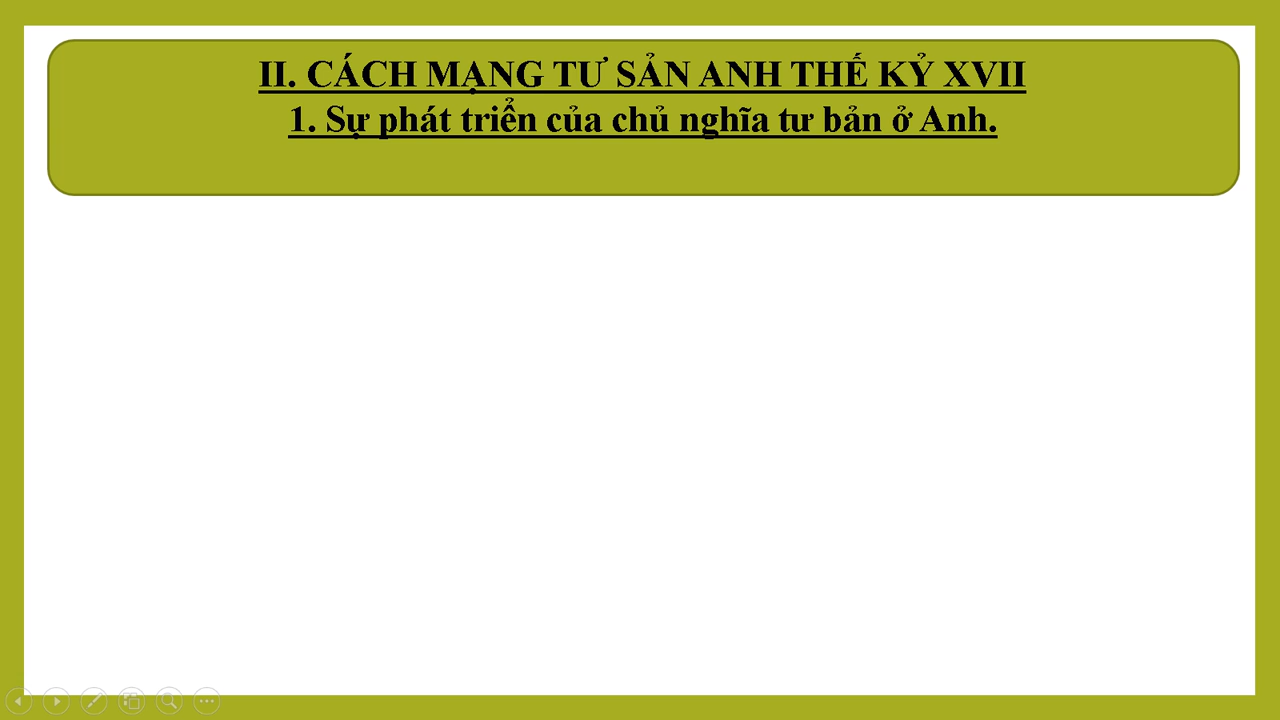 II. CÁCH MẠNG TƯ SẢN ANH THẾ KỶ XVII
1. Sự phát triển của chủ nghĩa tư bản ở Anh.